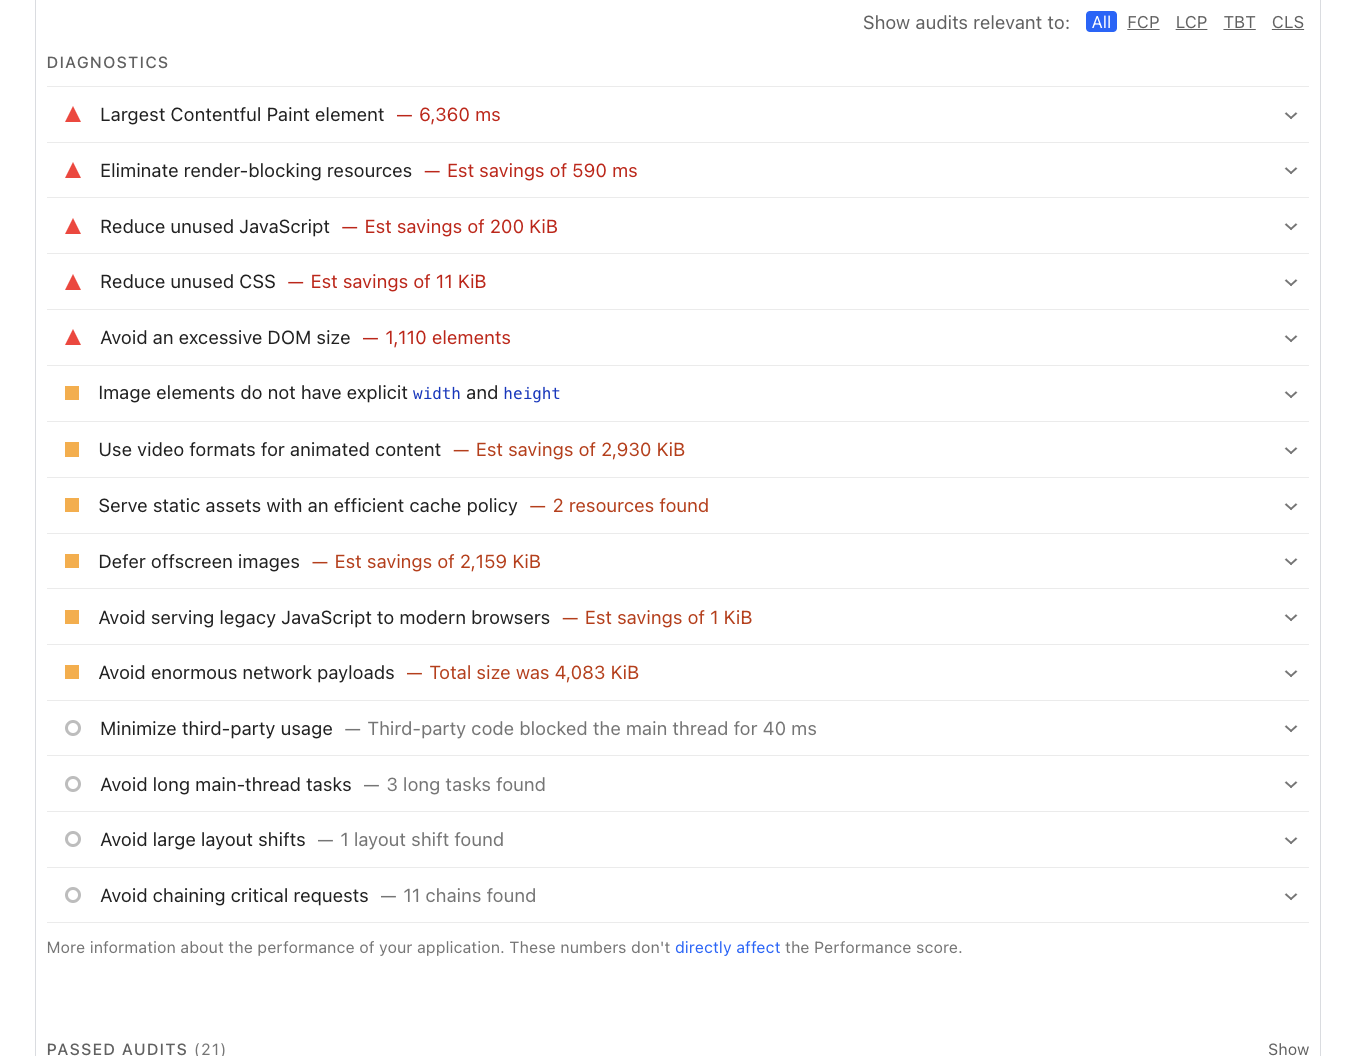 Show audits relevant to: All FCP LCP TBT CLS
DIAGNOSTICS
Largest Contentful Paint element — 6,360 ms
Eliminate render-blocking resources — Est savings of 590 ms
Reduce unused JavaScript — Est savings of 200 KiB
Reduce unused CSS — Est savings of 11 KiB
Avoid an excessive DOM size — 1,110 elements
Image elements do not have explicit width and height
Use video formats for animated content — Est savings of 2,930 KiB
Serve static assets with an efficient cache policy — 2 resources found
Defer offscreen images — Est savings of 2,159 KiB
Avoid serving legacy JavaScript to modern browsers — Est savings of 1 KiB
Avoid enormous network payloads — Total size was 4,083 KiB
Minimize third-party usage — Third-party code blocked the main thread for 40 ms
Avoid long main-thread tasks — 3 long tasks found
Avoid large layout shifts — 1 layout shift found
Avoid chaining critical requests — 11 chains found
More information about the performance of your application. These numbers don't directly affect the Performance score.
PASSED AUDITS (21) Show